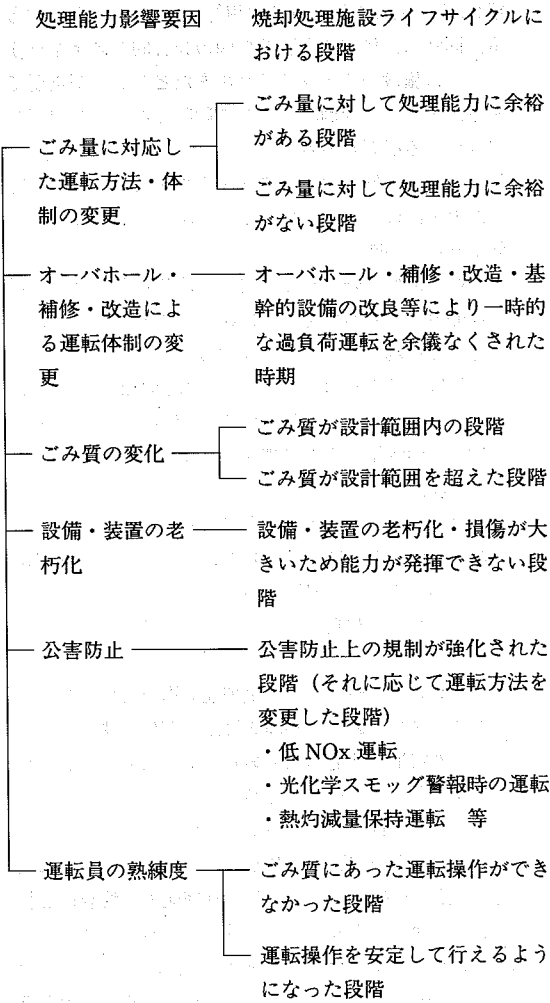 処理能力影響要因
焼却処理施設ライフサイクルに
おける段階
ごみ量に対応し
た運転方法・体
制の変更
ごみ量に対して処理能力に余裕
がある段階
ごみ量に対して処理能力に余裕
がない段階
オーバホール・
補修・改造によ
る運転体制の変
更
オーバホール・補修・改造・基
幹的設備の改良等により一時的
な過負荷運転を余儀なくされた
時期
ごみ質の変化
ごみ質が設計範囲内の段階
ごみ質が設計範囲を超えた段階
設備・装置の老
朽化
設備・装置の老朽化・損傷が大
きいため能力が発揮できない段
階
公害防止
公害防止上の規制が強化された
段階（それに応じて運転方法を
変更した段階）
・低 NOx 運転
・光化学スモッグ警報時の運転
・熱灼減量保持運転　等
運転員の熟練度
ごみ質にあった運転操作ができ
なかった段階
運転操作を安定して行えるよう
になった段階